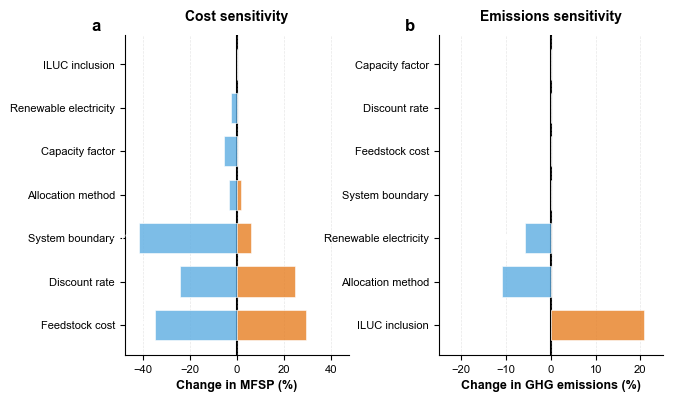 a
Cost sensitivity
ILUC inclusion
Renewable electricity
Capacity factor
Allocation method
System boundary
Discount rate
Feedstock cost
−40
−20
0
20
40
Change in MFSP (%)
b
Emissions sensitivity
Capacity factor
Discount rate
Feedstock cost
System boundary
Renewable electricity
Allocation method
ILUC inclusion
−20
−10
0
10
20
Change in GHG emissions (%)